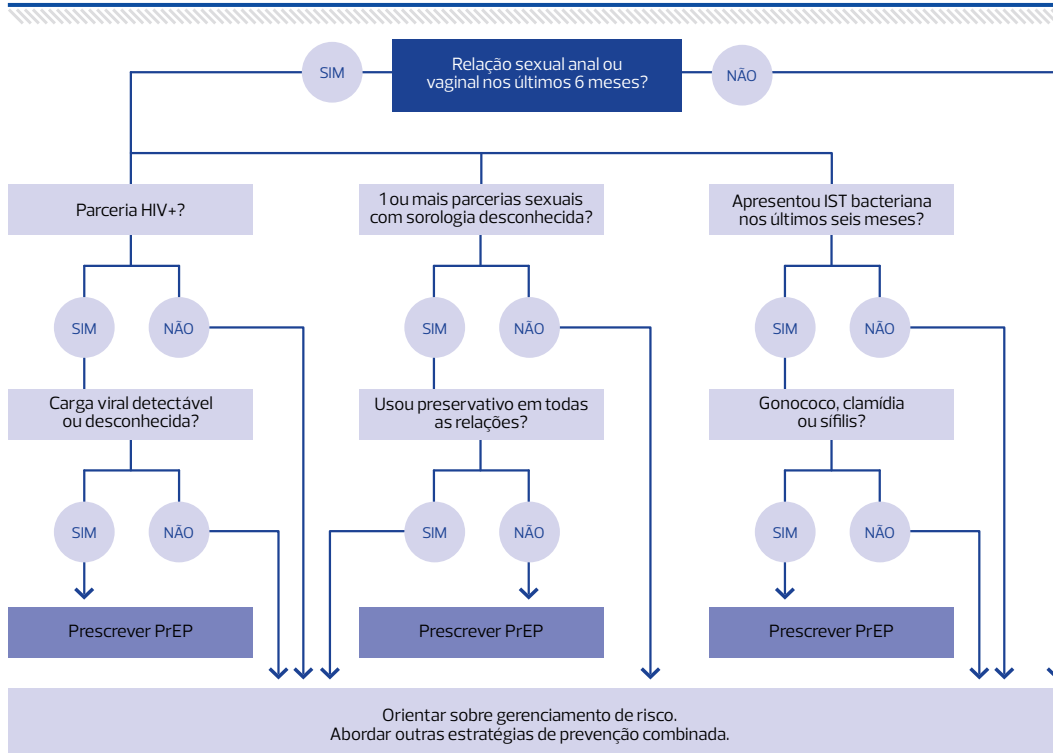 Relação sexual anal ou
vaginal nos últimos 6 meses?
SIM
NÃO
Parceria HIV+?
1 ou mais parcerias sexuais
com sorologia desconhecida?
Apresentou IST bacteriana
nos últimos seis meses?
SIM
NÃO
SIM
NÃO
SIM
NÃO
Carga viral detectável
ou desconhecida?
Usou preservativo em todas
as relações?
Gonococo, clamídia
ou sífilis?
SIM
NÃO
SIM
NÃO
SIM
NÃO
Prescrever PrEP
Prescrever PrEP
Prescrever PrEP
Orientar sobre gerenciamento de risco.
Abordar outras estratégias de prevenção combinada.